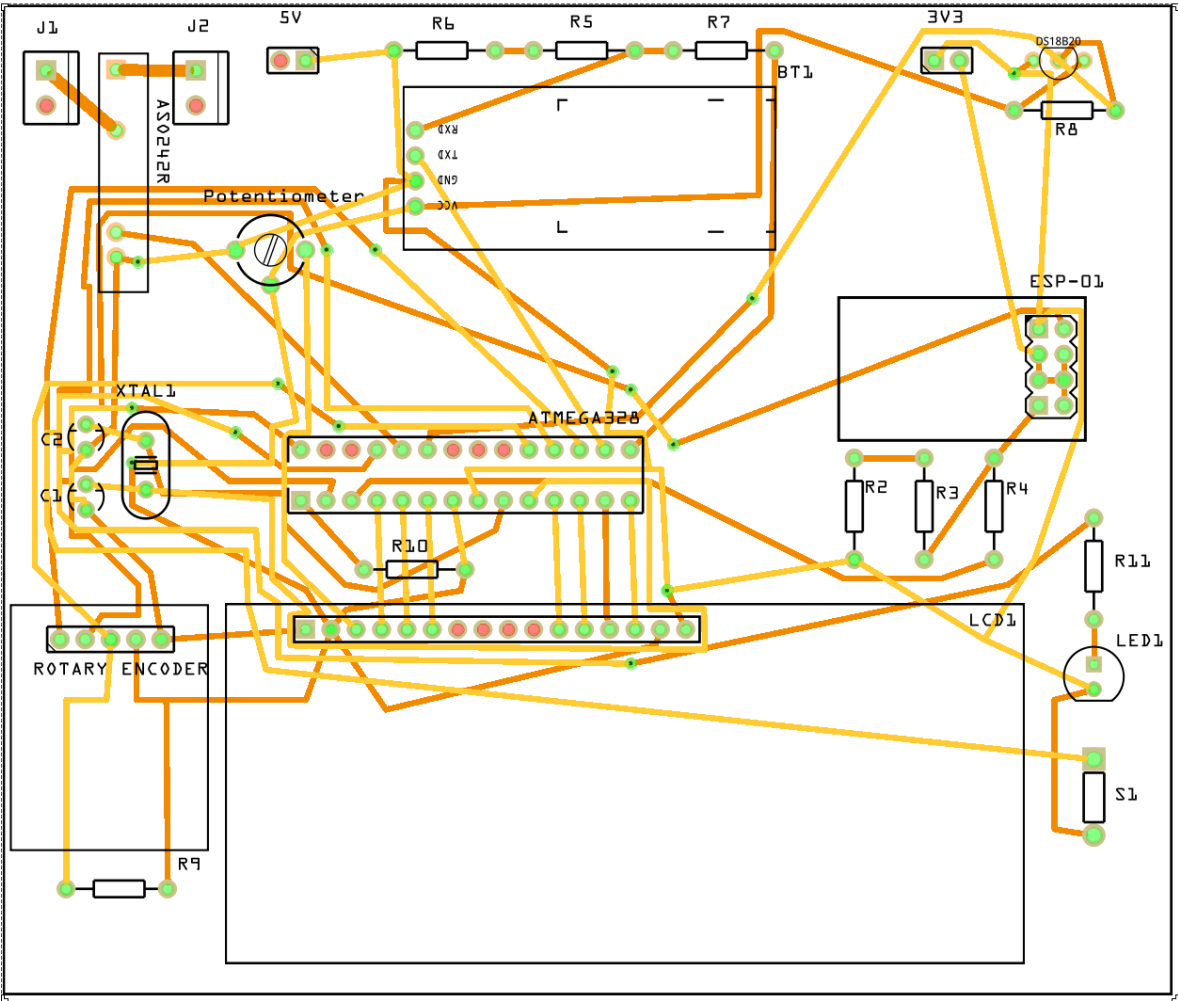 J1
J2
5V
R6
R5
R7
3V3
DS18B20
BT1
R8
ASO242R
RXD
TXD
GND
VCC
Potentiometer
ESP-01
XTAL1
ATMEGA328
C2
C1
R2
R3
R4
R10
R11
LCD1
LED1
ROTARY ENCODER
S1
R9